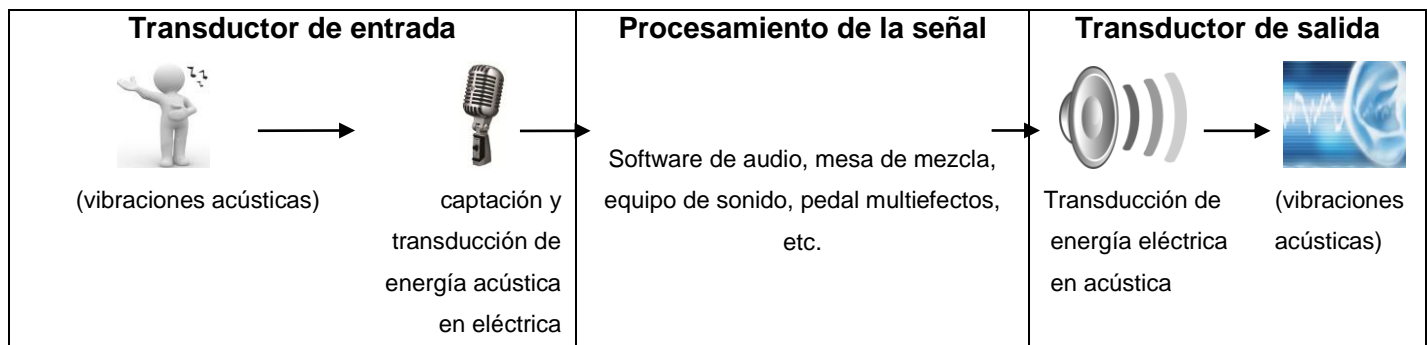 Transductor de entrada
(vibraciones acústicas)
captación y
transducción de
energía acústica
en eléctrica
Procesamiento de la señal
Software de audio, mesa de mezcla,
equipo de sonido, pedal multiefectos,
etc.
Transductor de salida
Transducción de
energía eléctrica
en acústica
(vibraciones
acústicas)